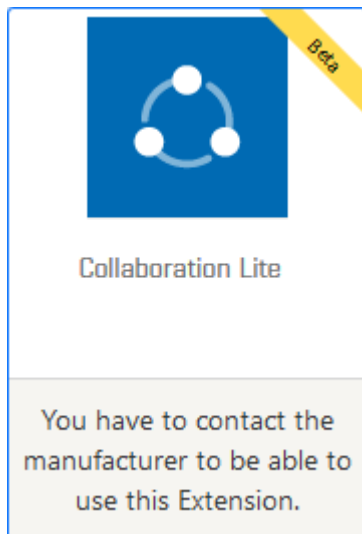 Beta
Collaboration Lite
You have to contact the
manufacturer to be able to
use this Extension.